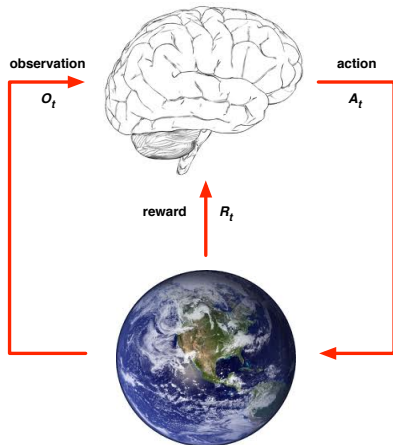 observation
action
O_t
A_t
reward
R_t